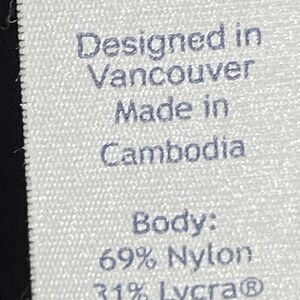 Designed in
Vancouver
Made in
Cambodia
Body:
69% Nylon
31% Lycra®